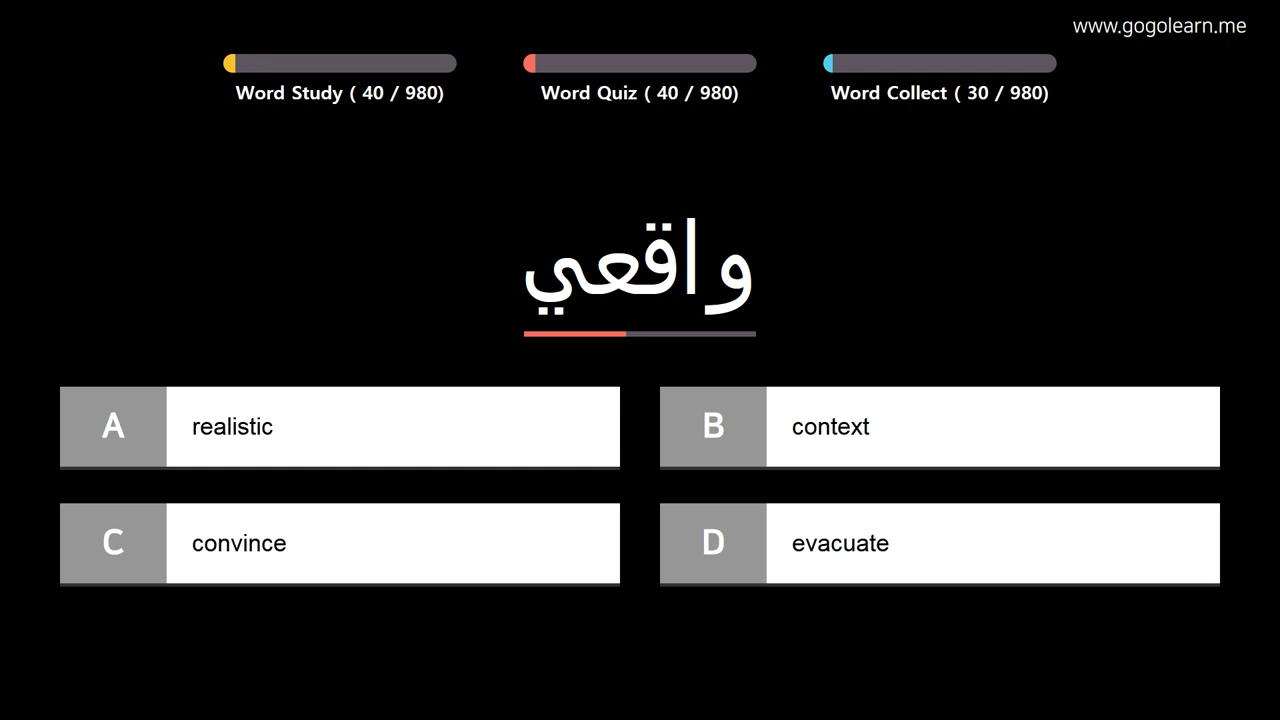 www.gogolearn.me
Word Study ( 40 / 980)
Word Quiz ( 40 / 980)
Word Collect ( 30 / 980)
واقعي
A realistic
B context
C convince
D evacuate